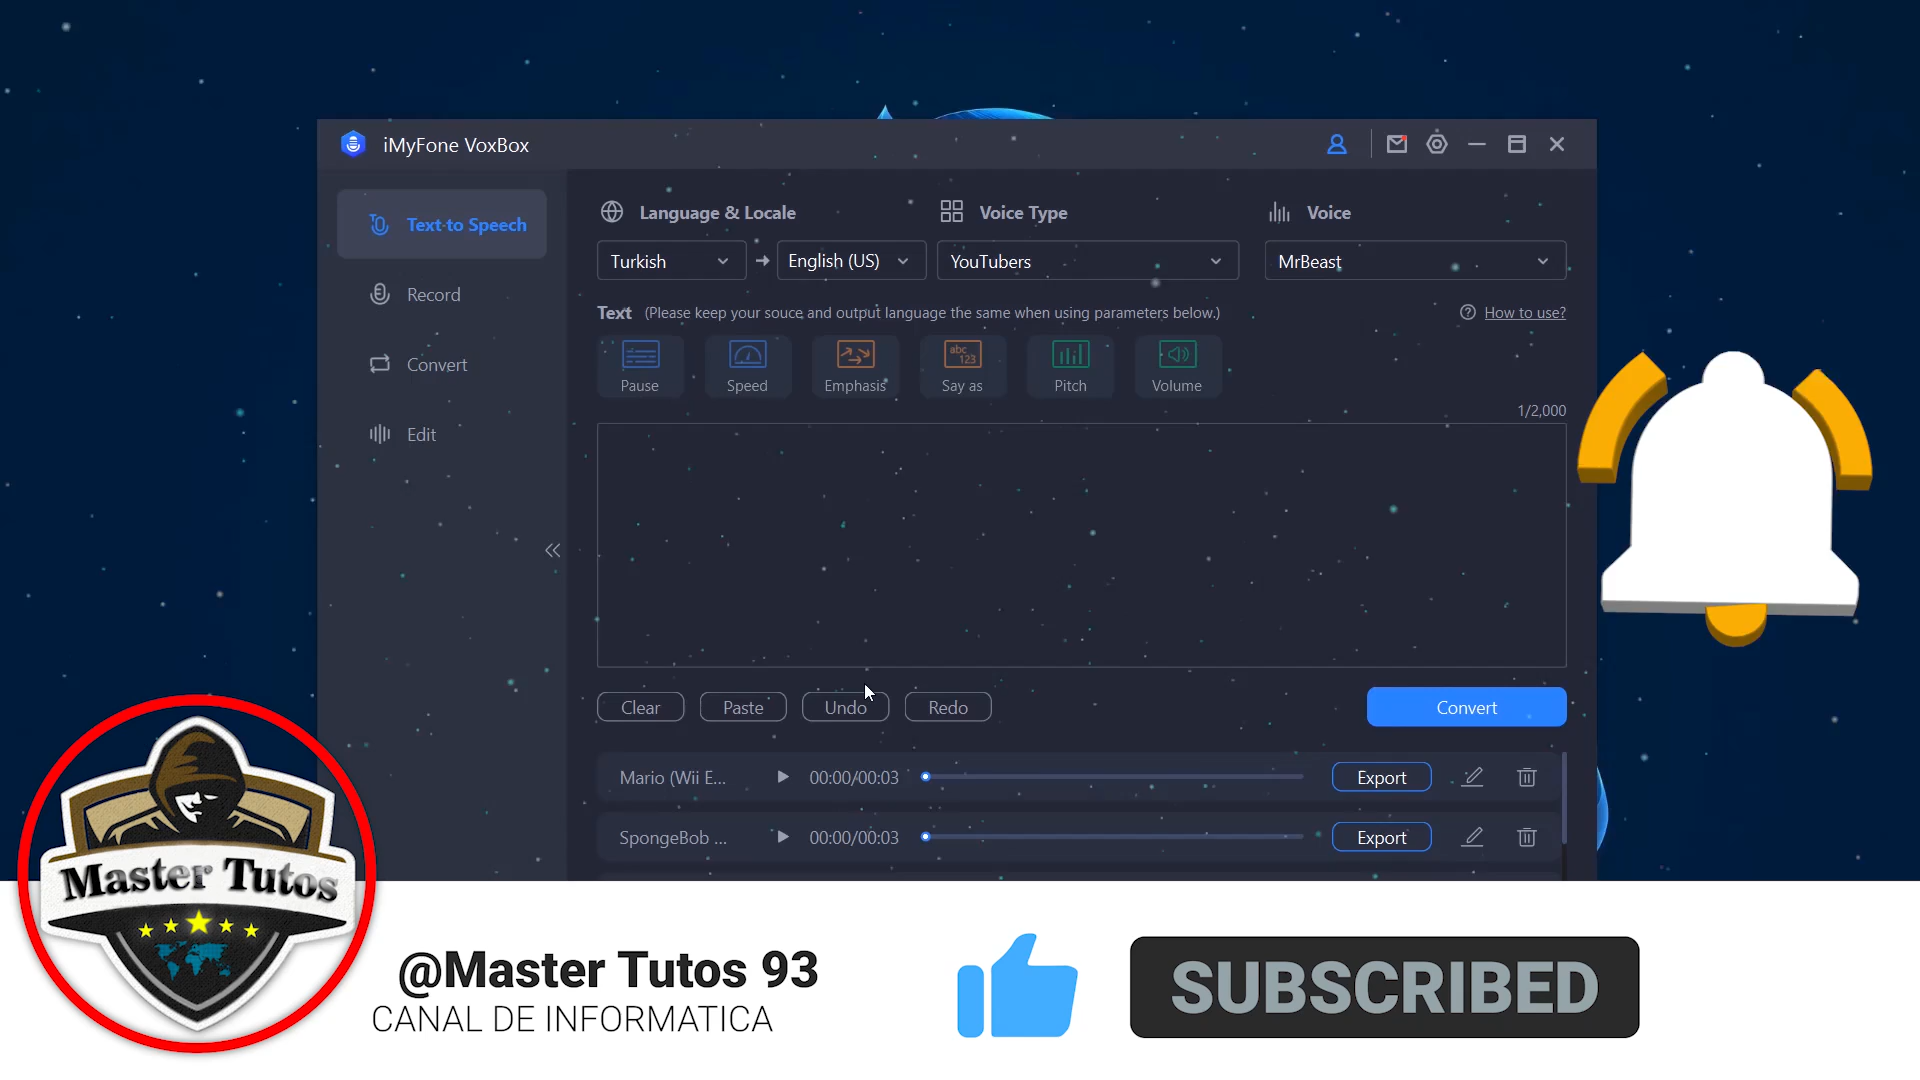 iMyFone VoxBox
Text to Speech
Record
Convert
Edit
Language & Locale
Voice Type
Voice
Turkish
English (US)
YouTubers
MrBeast
Text (Please keep your souce and output language the same when using parameters below.)
How to use?
Pause
Speed
abc
123
Emphasis
Say as
Pitch
Volume
1/2,000
Clear
Paste
Undo
Redo
Convert
Mario (Wii E...
00:00/00:03
Export
SpongeBob ...
00:00/00:03
Export
Master Tutos
@Master Tutos 93
CANAL DE INFORMATICA
SUBSCRIBED